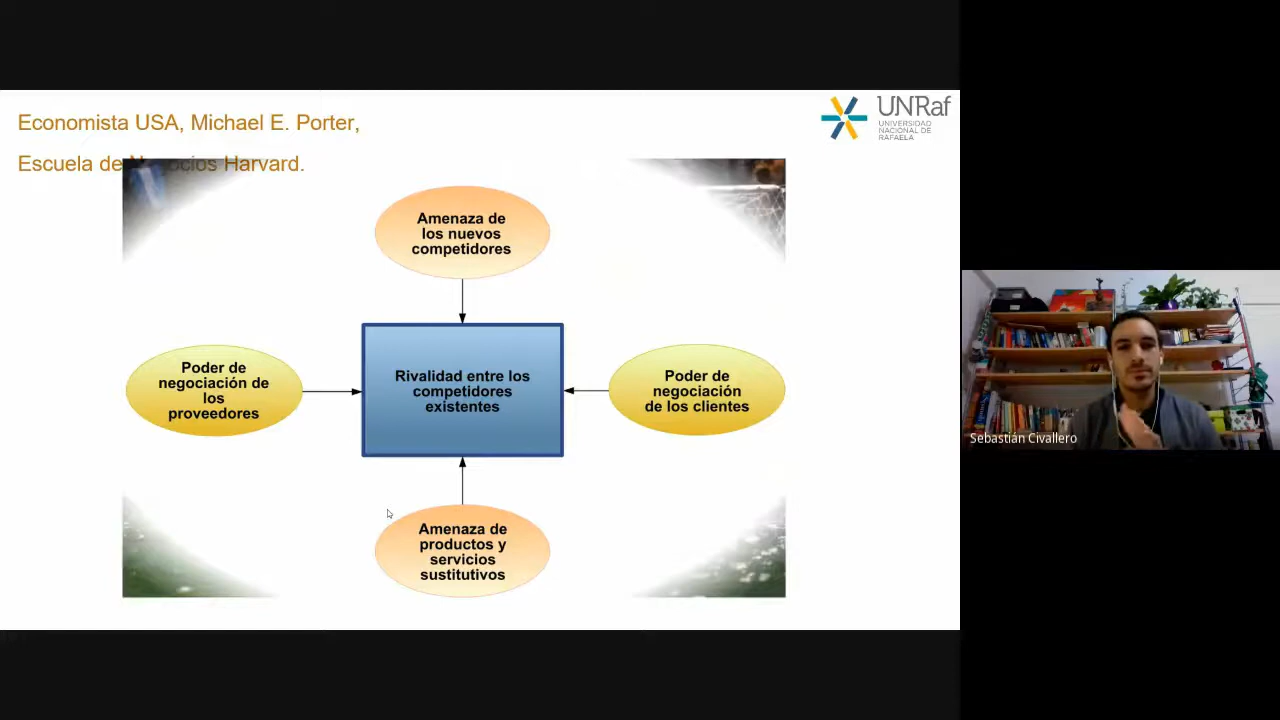 Economista USA, Michael E. Porter,
Escuela de Negocios Harvard.
UNRaf
UNIVERSIDAD
NACIONAL DE
RAFAELA
Amenaza de
los nuevos
competidores
Poder de
negociación de
los
proveedores
Rivalidad entre los
competidores
existentes
Poder de
negociación
de los clientes
Amenaza de
productos y
servicios
sustitutivos
Sebastián Civallero